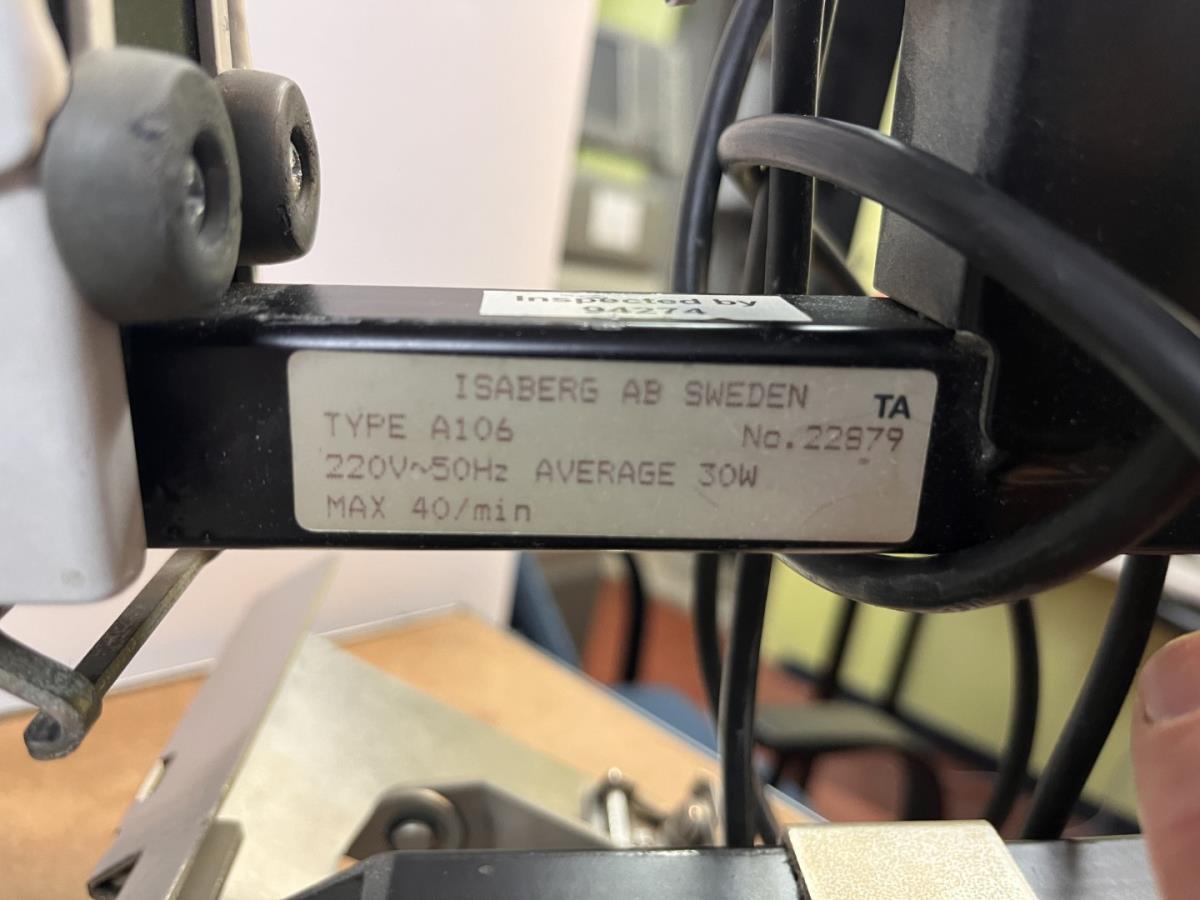 Inspected by
94274
ISABERG AB SWEDEN
TA
TYPE A106 No.22879
220V~50Hz AVERAGE 30W
MAX 40/min